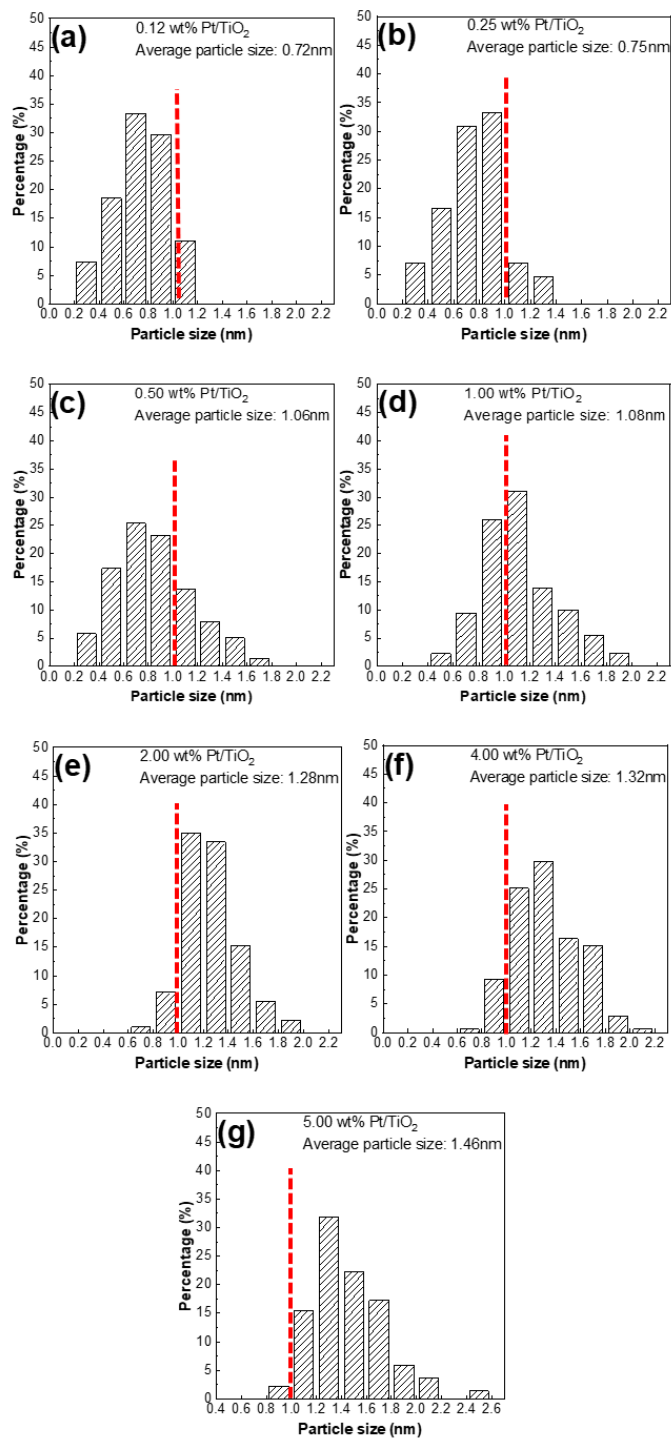 (a)
0.12 wt% Pt/TiO₂
Average particle size: 0.72nm
50
45
40
35
30
25
20
15
10
5
0
Percentage (%)
0.0 0.2 0.4 0.6 0.8 1.0 1.2 1.4 1.6 1.8 2.0 2.2
Particle size (nm)
(b)
0.25 wt% Pt/TiO₂
Average particle size: 0.75nm
50
45
40
35
30
25
20
15
10
5
0
Percentage (%)
0.0 0.2 0.4 0.6 0.8 1.0 1.2 1.4 1.6 1.8 2.0 2.2
Particle size (nm)
(c)
0.50 wt% Pt/TiO₂
Average particle size: 1.06nm
50
45
40
35
30
25
20
15
10
5
0
Percentage (%)
0.0 0.2 0.4 0.6 0.8 1.0 1.2 1.4 1.6 1.8 2.0 2.2
Particle size (nm)
(d)
1.00 wt% Pt/TiO₂
Average particle size: 1.08nm
50
45
40
35
30
25
20
15
10
5
0
Percentage (%)
0.0 0.2 0.4 0.6 0.8 1.0 1.2 1.4 1.6 1.8 2.0 2.2
Particle size (nm)
(e)
2.00 wt% Pt/TiO₂
Average particle size: 1.28nm
50
45
40
35
30
25
20
15
10
5
0
Percentage (%)
0.0 0.2 0.4 0.6 0.8 1.0 1.2 1.4 1.6 1.8 2.0 2.2
Particle size (nm)
(f)
4.00 wt% Pt/TiO₂
Average particle size: 1.32nm
50
45
40
35
30
25
20
15
10
5
0
Percentage (%)
0.0 0.2 0.4 0.6 0.8 1.0 1.2 1.4 1.6 1.8 2.0 2.2
Particle size (nm)
(g)
5.00 wt% Pt/TiO₂
Average particle size: 1.46nm
50
45
40
35
30
25
20
15
10
5
0
Percentage (%)
0.4 0.6 0.8 1.0 1.2 1.4 1.6 1.8 2.0 2.2 2.4 2.6
Particle size (nm)